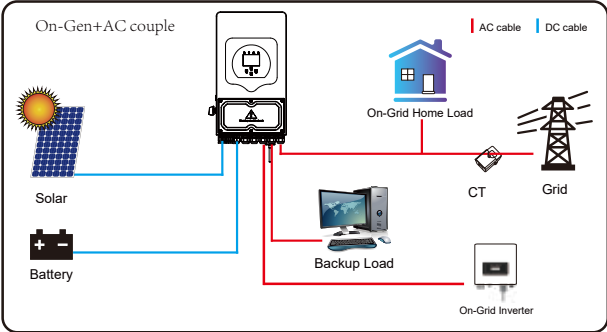 On-Gen+AC couple
AC cable
DC cable
On-Grid Home Load
Solar
CT
Grid
Battery
Backup Load
On-Grid Inverter